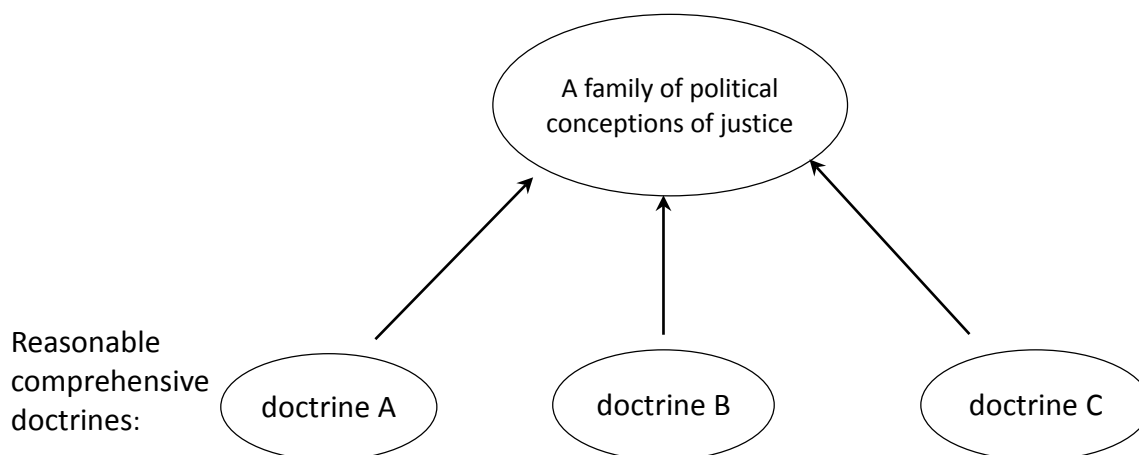 A family of political
conceptions of justice
Reasonable
comprehensive
doctrines:
doctrine A
doctrine B
doctrine C